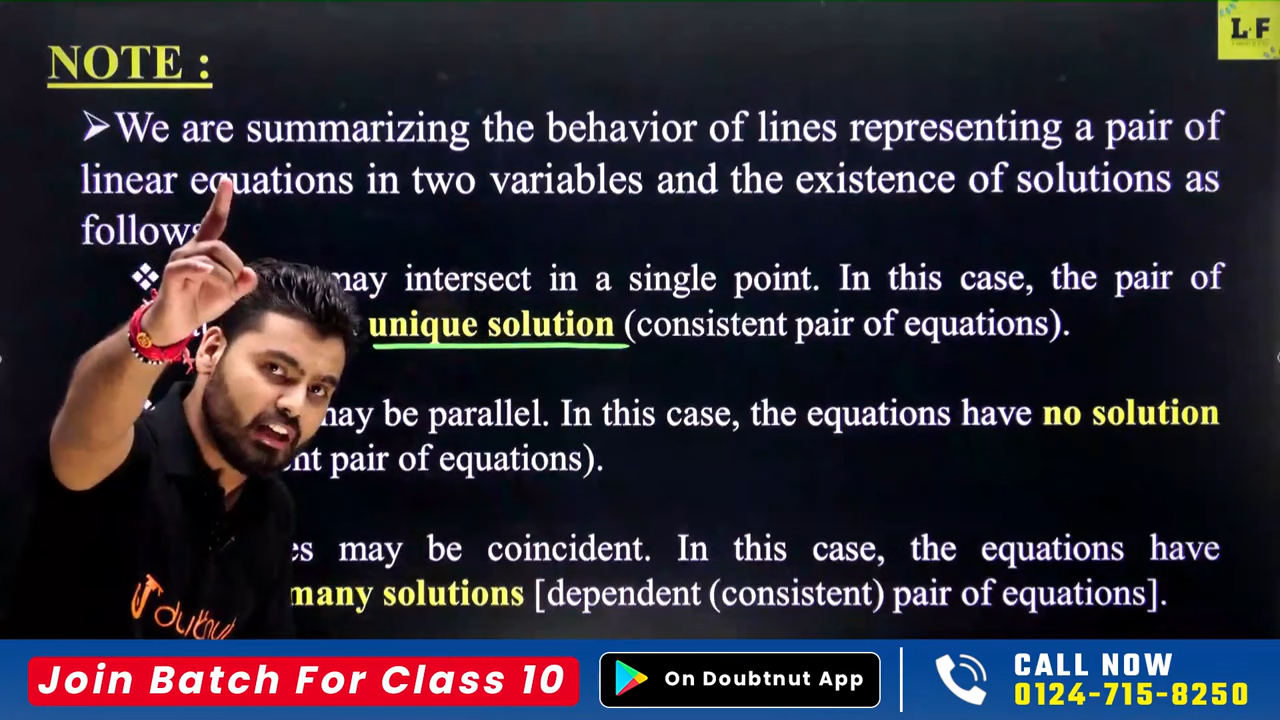 NOTE :
L F
➤We are summarizing the behavior of lines representing a pair of
linear equations in two variables and the existence of solutions as
follows
❖ may intersect in a single point. In this case, the pair of
unique solution (consistent pair of equations).
may be parallel. In this case, the equations have no solution
pair of equations).
may be coincident. In this case, the equations have
many solutions [dependent (consistent) pair of equations].
doubtnut
Join Batch For Class 10
On Doubtnut App
CALL NOW
0124-715-8250